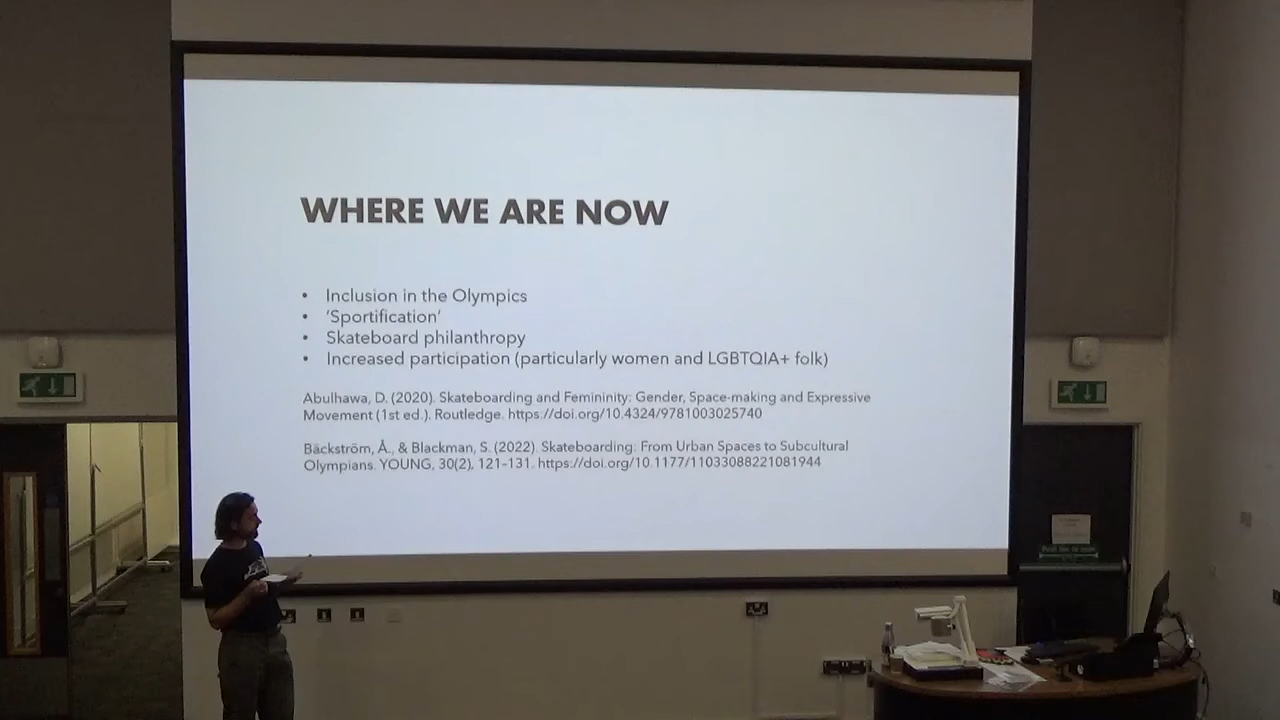 WHERE WE ARE NOW
• Inclusion in the Olympics
• 'Sportification'
• Skateboard philanthropy
• Increased participation (particularly women and LGBTQIA+ folk)
Abulhawa, D. (2020). Skateboarding and Femininity: Gender, Space-making and Expressive
Movement (1st ed.). Routledge. https://doi.org/10.4324/9781003025740
Bäckström, Å., & Blackman, S. (2022). Skateboarding: From Urban Spaces to Subcultural
Olympians. YOUNG, 30(2), 121–131. https://doi.org/10.1177/11033088221081944